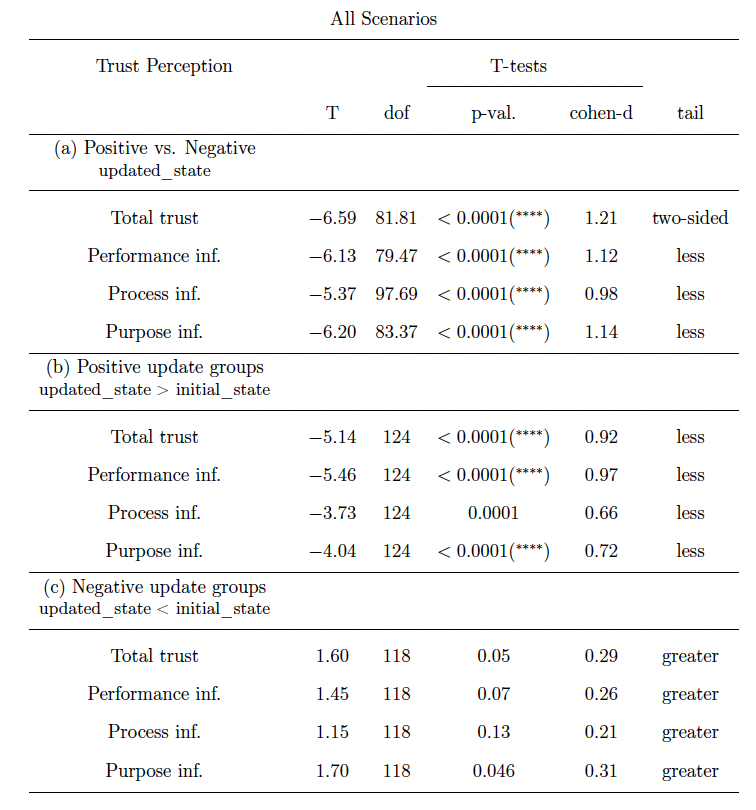 All Scenarios
Trust Perception T-tests
T dof p-val. cohen-d tail
(a) Positive vs. Negative
updated_state
Total trust −6.59 81.81 < 0.0001(****) 1.21 two-sided
Performance inf. −6.13 79.47 < 0.0001(****) 1.12 less
Process inf. −5.37 97.69 < 0.0001(****) 0.98 less
Purpose inf. −6.20 83.37 < 0.0001(****) 1.14 less
(b) Positive update groups
updated_state > initial_state
Total trust −5.14 124 < 0.0001(****) 0.92 less
Performance inf. −5.46 124 < 0.0001(****) 0.97 less
Process inf. −3.73 124 0.0001 0.66 less
Purpose inf. −4.04 124 < 0.0001(****) 0.72 less
(c) Negative update groups
updated_state < initial_state
Total trust 1.60 118 0.05 0.29 greater
Performance inf. 1.45 118 0.07 0.26 greater
Process inf. 1.15 118 0.13 0.21 greater
Purpose inf. 1.70 118 0.046 0.31 greater